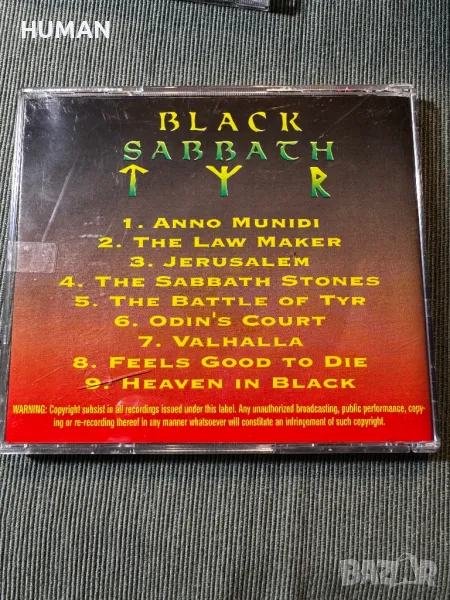 HUMAN
BLACK
SABBATH
ᛏ ᛉ ᚱ
1. ANNO MUNIDI
2. THE LAW MAKER
3. JERUSALEM
4. THE SABBATH STONES
5. THE BATTLE OF TYR
6. ODIN'S COURT
7. VALHALLA
8. FEELS GOOD TO DIE
9. HEAVEN IN BLACK
WARNING: Copyright subsist in all recordings issued under this label. Any unauthorized broadcasting, public performance, copy-
ing or re-recording thereof in any manner whatsoever will constitute an infringement of such copyright.
BAZAR